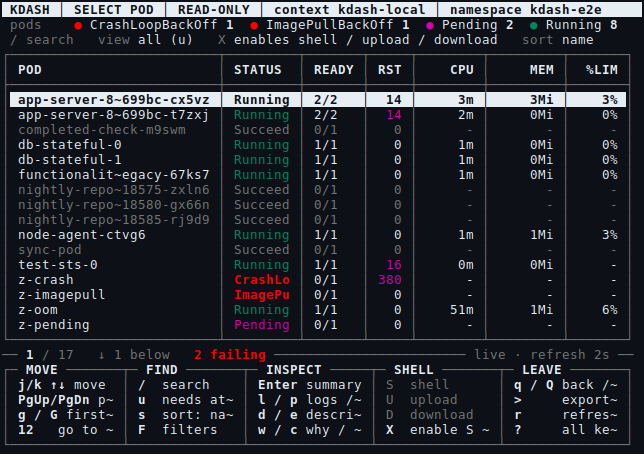 KDASH SELECT POD READ-ONLY context kdash-local namespace kdash-e2e
pods ● CrashLoopBackOff 1 ● ImagePullBackOff 1 ● Pending 2 ● Running 8
/ search view all (u) X enables shell / upload / download sort name
POD STATUS READY RST CPU MEM %LIM
app-server-8~699bc-cx5vz Running 2/2 14 3m 3Mi 3%
app-server-8~699bc-t7zxj Running 2/2 14 2m 0Mi 0%
completed-check-m9swm Succeed 0/1 0 - - -
db-stateful-0 Running 1/1 0 1m 0Mi 0%
db-stateful-1 Running 1/1 0 1m 0Mi 0%
functionalit~egacy-67ks7 Running 1/1 0 1m 0Mi 0%
nightly-repo~18575-zxln6 Succeed 0/1 0 - - -
nightly-repo~18580-gx66n Succeed 0/1 0 - - -
nightly-repo~18585-rj9d9 Succeed 0/1 0 - - -
node-agent-ctvg6 Running 1/1 0 1m 1Mi 3%
sync-pod Succeed 0/1 0 - - -
test-sts-0 Running 1/1 16 0m 0Mi 0%
z-crash CrashLo 0/1 380 - - -
z-imagepull ImagePu 0/1 0 - - -
z-oom Running 1/1 0 51m 1Mi 6%
z-pending Pending 0/1 0 - - -
1 / 17 ↓ 1 below 2 failing live · refresh 2s
MOVE FIND INSPECT SHELL LEAVE
j/k ↑↓ move / search Enter summary S shell q / Q back /~
PgUp/PgDn p~ u needs at~ l / p logs /~ U upload > export~
g / G first~ s sort: na~ d / e descri~ D download r refres~
12 go to ~ F filters w / c why / ~ X enable S ~ ? all ke~